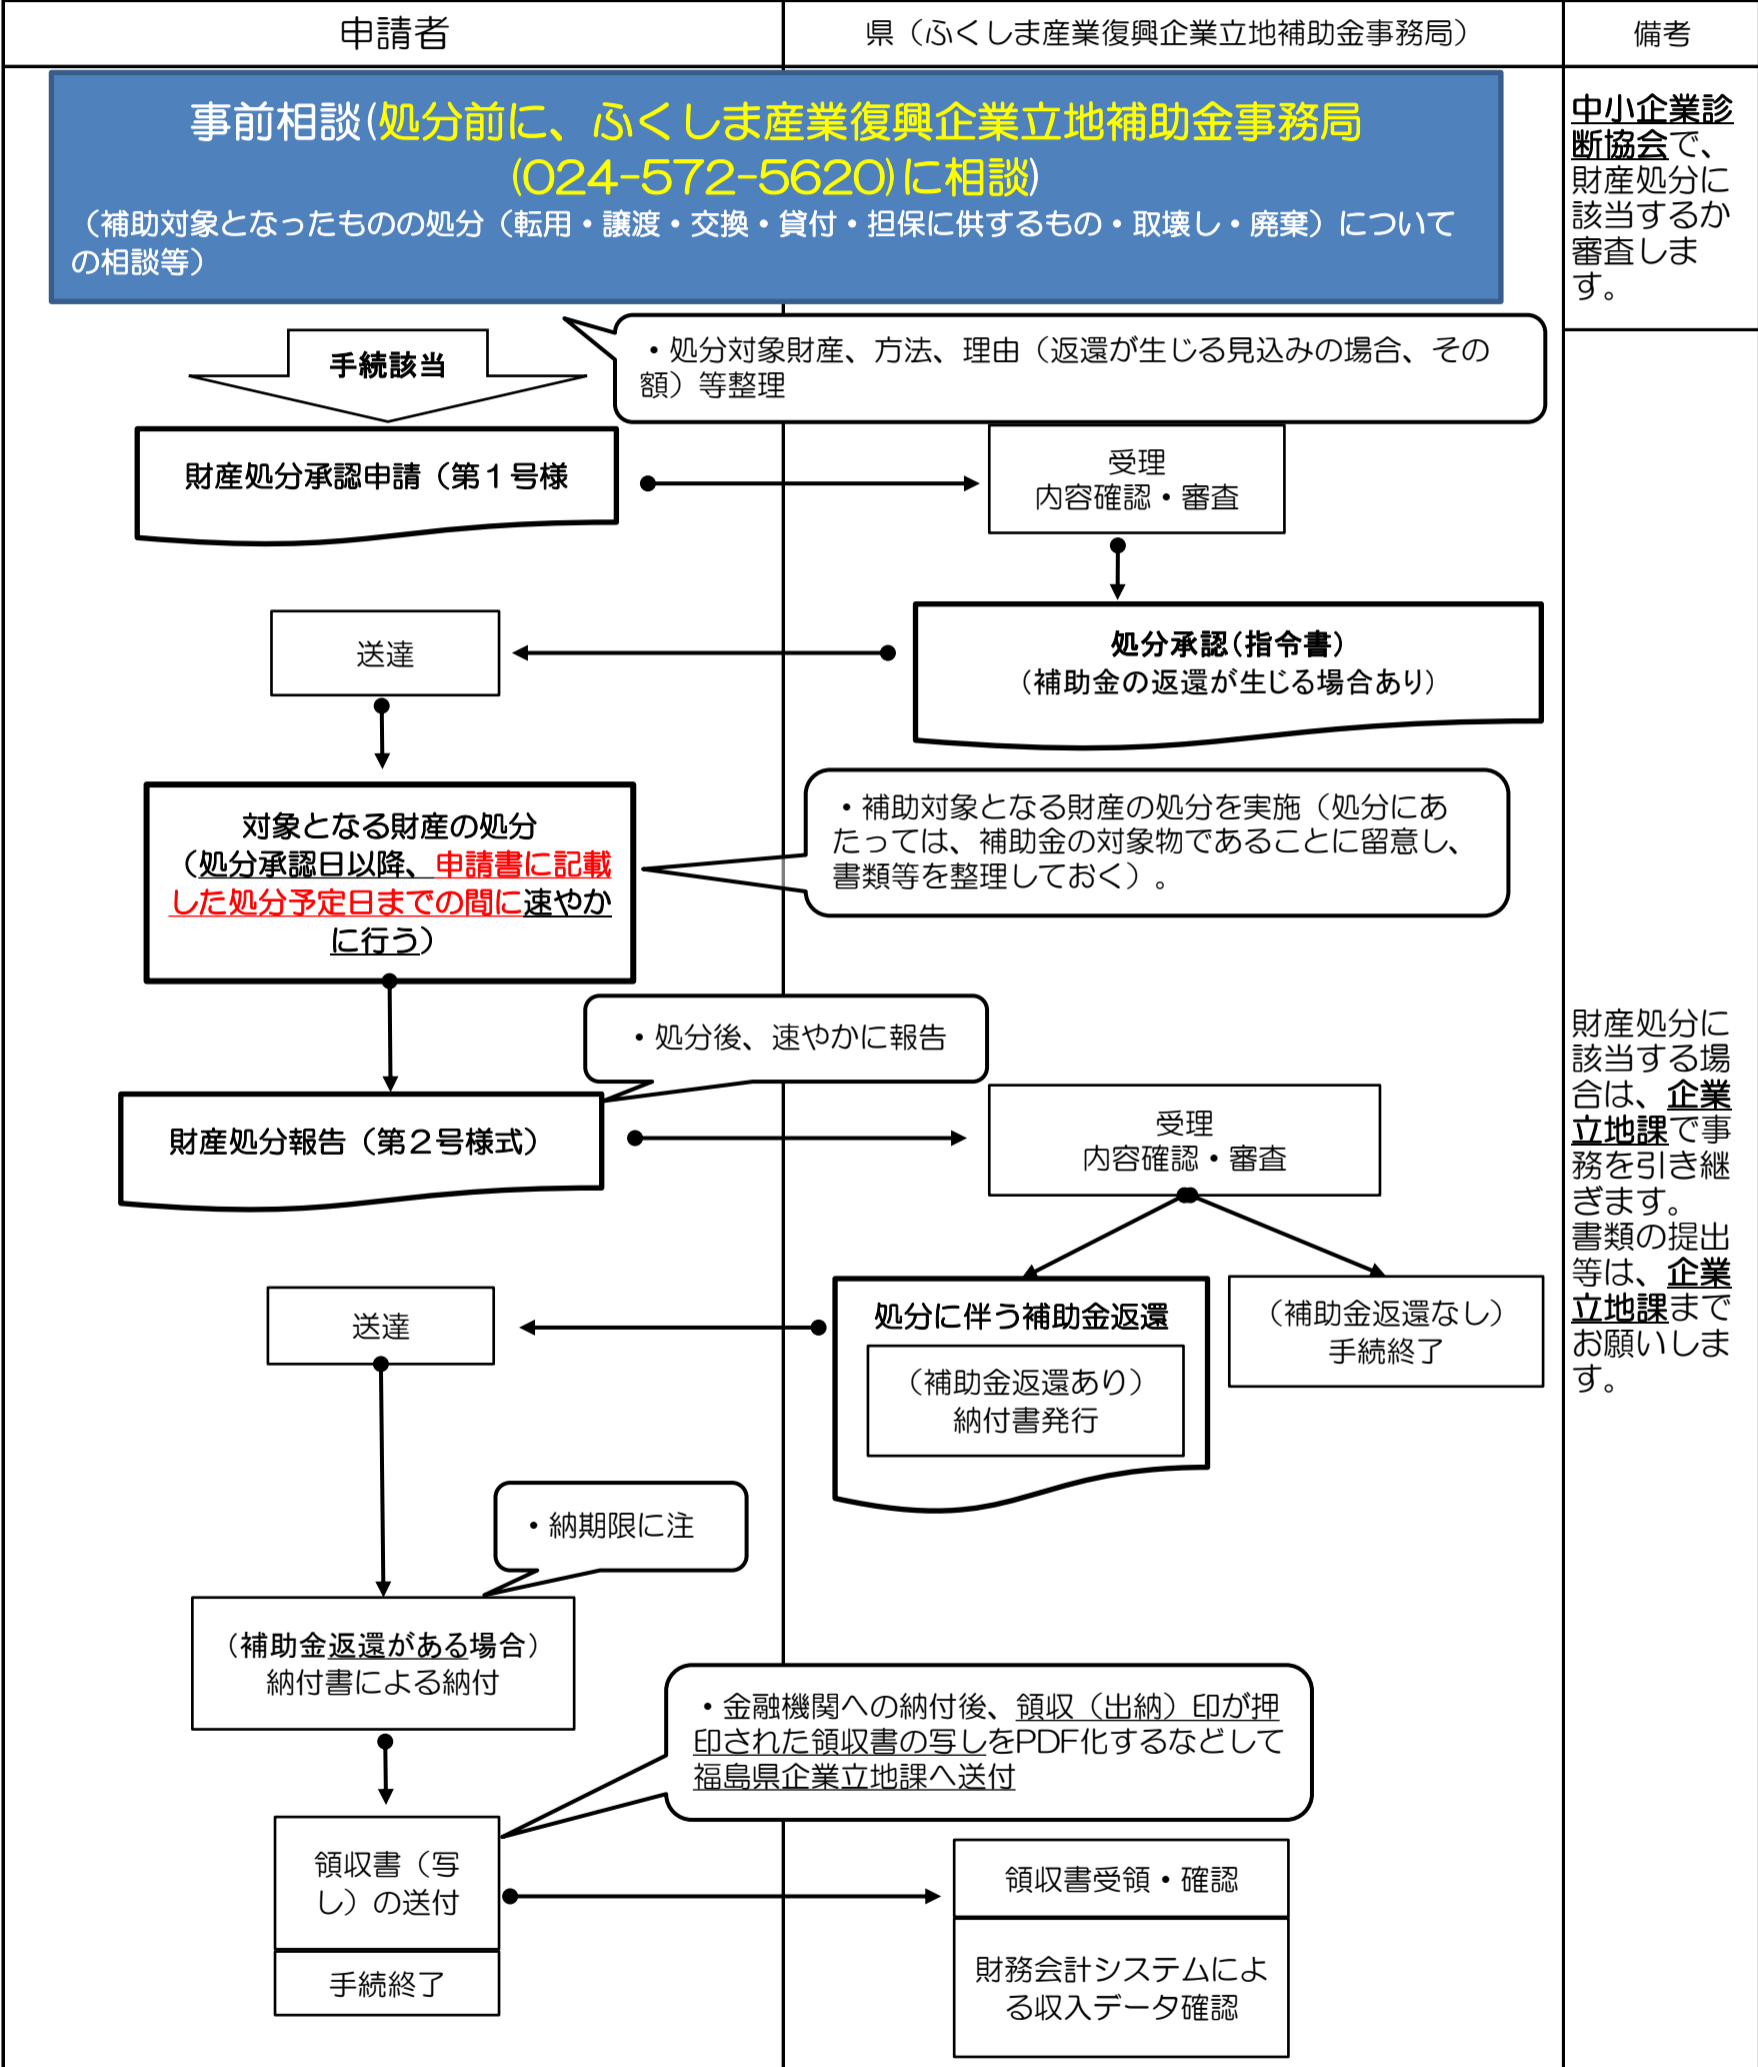 申請者
県（ふくしま産業復興企業立地補助金事務局）
備考
事前相談(処分前に、ふくしま産業復興企業立地補助金事務局
(024-572-5620)に相談)
（補助対象となったものの処分（転用・譲渡・交換・貸付・担保に供するもの・取壊し・廃棄）について
の相談等）
中小企業診
断協会で、
財産処分に
該当するか
審査しま
す。
手続該当
・処分対象財産、方法、理由（返還が生じる見込みの場合、その
額）等整理
財産処分承認申請（第１号様
受理
内容確認・審査
処分承認（指令書）
（補助金の返還が生じる場合あり）
送達
対象となる財産の処分
（処分承認日以降、申請書に記載
した処分予定日までの間に速やか
に行う）
・補助対象となる財産の処分を実施（処分にあ
たっては、補助金の対象物であることに留意し、
書類等を整理しておく）。
・処分後、速やかに報告
財産処分報告（第２号様式）
受理
内容確認・審査
財産処分に
該当する場
合は、企業
立地課で事
務を引き継
ぎます。
書類の提出
等は、企業
立地課まで
お願いしま
す。
処分に伴う補助金返還
（補助金返還あり）
納付書発行
（補助金返還なし）
手続終了
送達
・納期限に注
（補助金返還がある場合）
納付書による納付
・金融機関への納付後、領収（出納）印が押
印された領収書の写しをPDF化するなどして
福島県企業立地課へ送付
領収書（写
し）の送付
手続終了
領収書受領・確認
財務会計システムによ
る収入データ確認